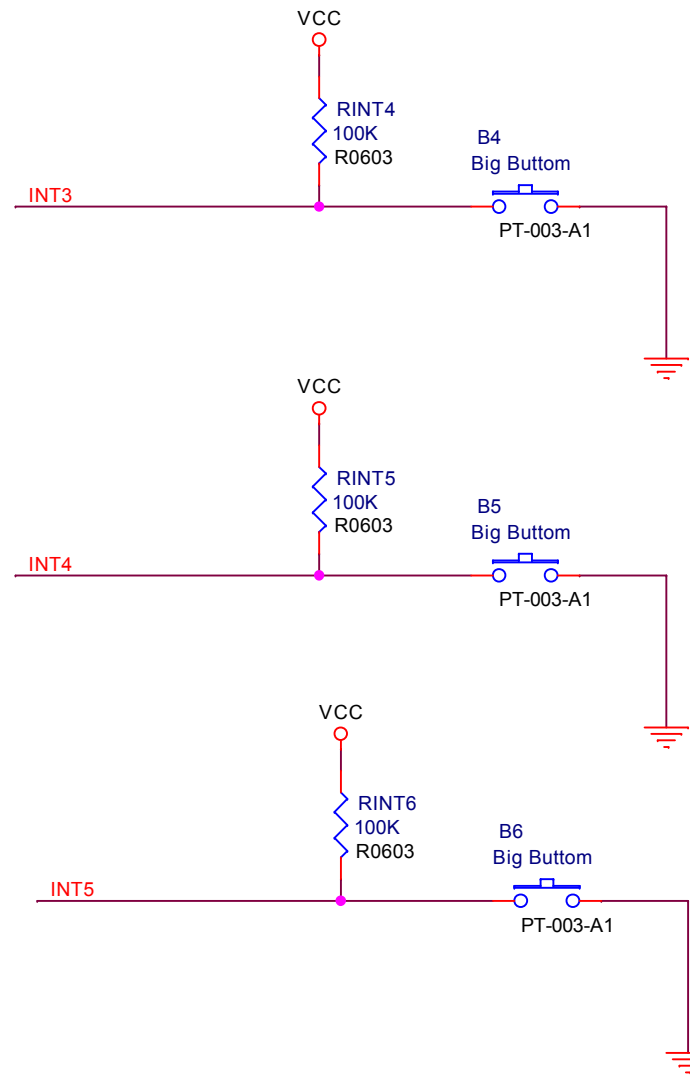 VCC
RINT4
100K
R0603
B4
Big Buttom
INT3
PT-003-A1
VCC
RINT5
100K
R0603
B5
Big Buttom
INT4
PT-003-A1
VCC
RINT6
100K
R0603
B6
Big Buttom
INT5
PT-003-A1